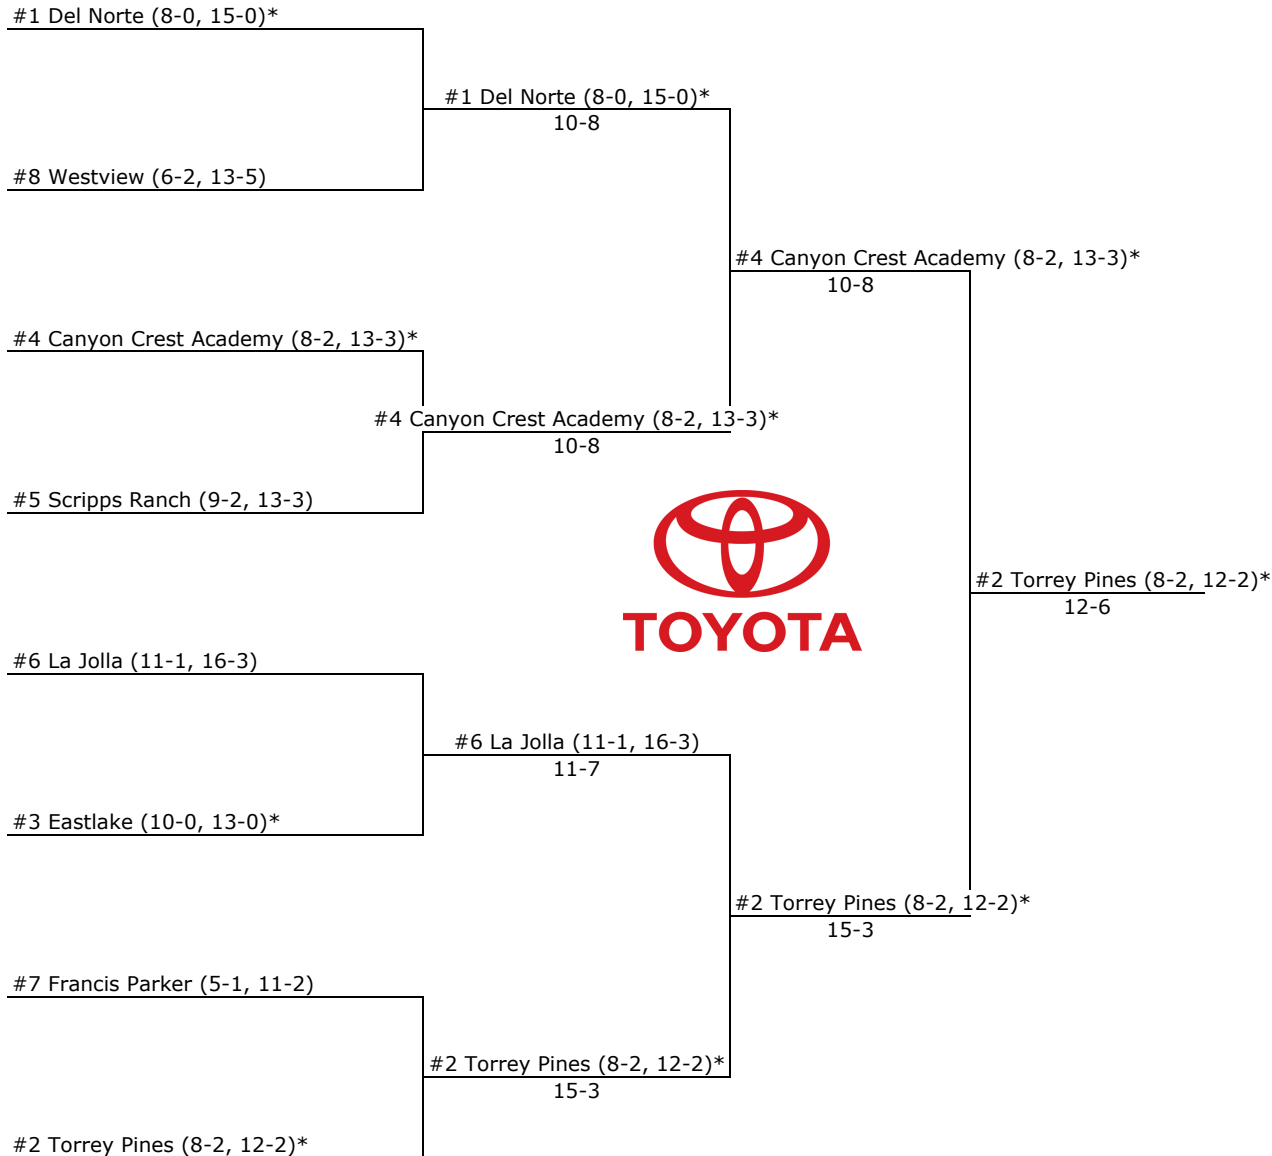 #1 Del Norte (8-0, 15-0)*
#1 Del Norte (8-0, 15-0)*
10-8
#8 Westview (6-2, 13-5)
#4 Canyon Crest Academy (8-2, 13-3)*
10-8
#4 Canyon Crest Academy (8-2, 13-3)*
#4 Canyon Crest Academy (8-2, 13-3)*
10-8
#5 Scripps Ranch (9-2, 13-3)
#2 Torrey Pines (8-2, 12-2)*
12-6
TOYOTA
#6 La Jolla (11-1, 16-3)
#6 La Jolla (11-1, 16-3)
11-7
#3 Eastlake (10-0, 13-0)*
#2 Torrey Pines (8-2, 12-2)*
15-3
#7 Francis Parker (5-1, 11-2)
#2 Torrey Pines (8-2, 12-2)*
15-3
#2 Torrey Pines (8-2, 12-2)*